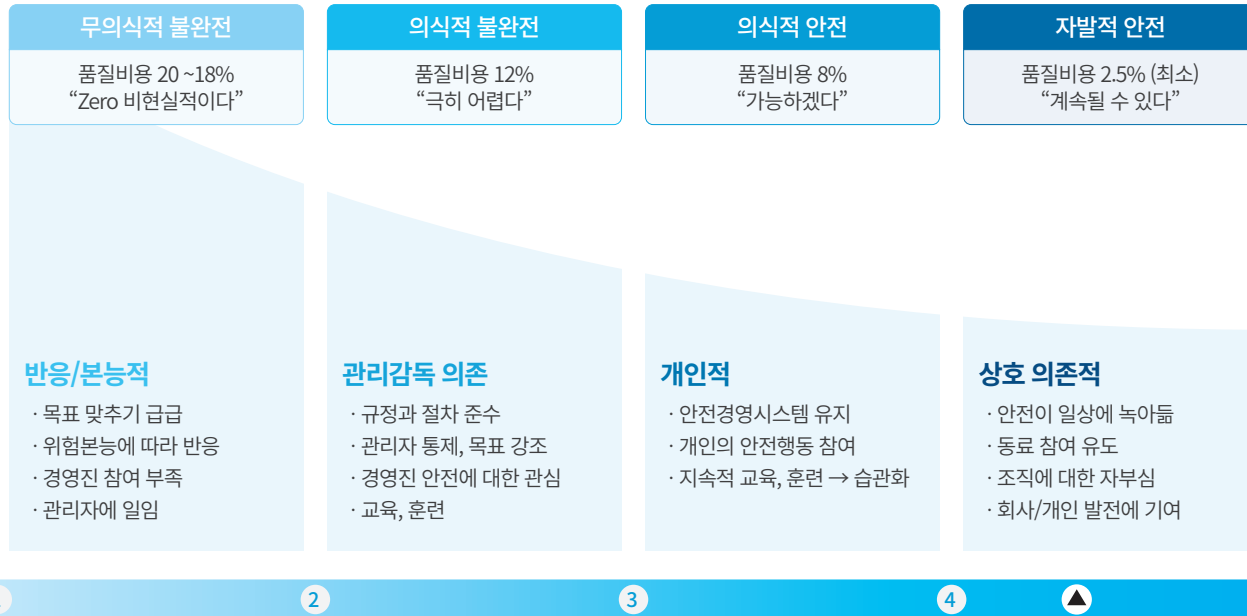 무의식적 불완전
품질비용 20 ~18%
“Zero 비현실적이다”
의식적 불완전
품질비용 12%
“극히 어렵다”
의식적 안전
품질비용 8%
“가능하겠다”
자발적 안전
품질비용 2.5% (최소)
“계속될 수 있다”
반응/본능적
· 목표 맞추기 급급
· 위험본능에 따라 반응
· 경영진 참여 부족
· 관리자에 일임
관리감독 의존
· 규정과 절차 준수
· 관리자 통제, 목표 강조
· 경영진 안전에 대한 관심
· 교육, 훈련
개인적
· 안전경영시스템 유지
· 개인의 안전행동 참여
· 지속적 교육, 훈련 → 습관화
상호 의존적
· 안전이 일상에 녹아듦
· 동료 참여 유도
· 조직에 대한 자부심
· 회사/개인 발전에 기여
2
3
4
▲